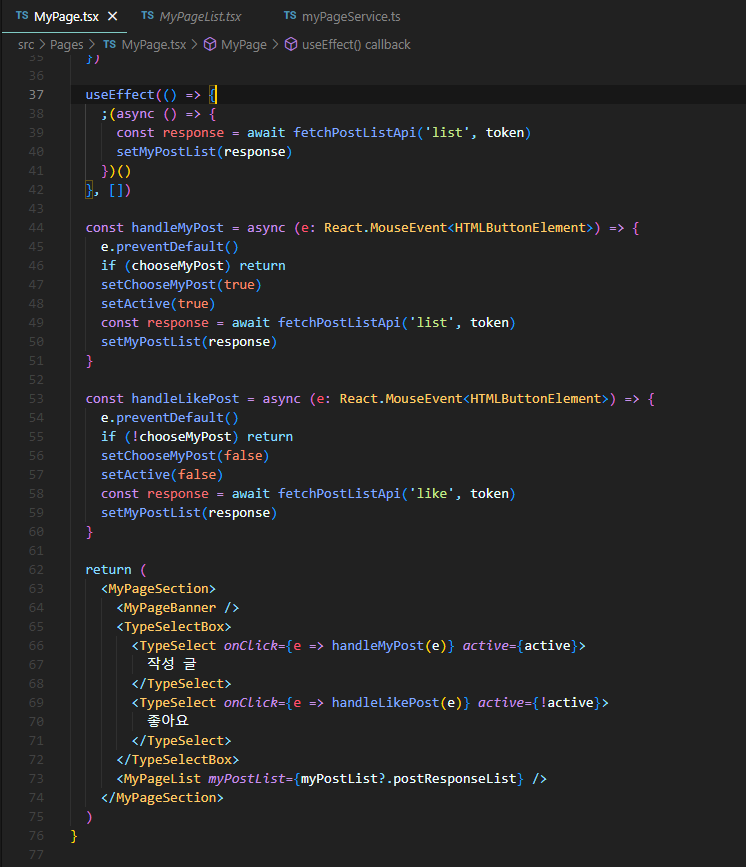 TS MyPage.tsx × TS MyPageList.tsx TS myPageService.ts
src > Pages > TS MyPage.tsx > MyPage > useEffect() callback
35 })
36
37 useEffect(() => {
38 ;(async () => {
39 const response = await fetchPostListApi('list', token)
40 setMyPostList(response)
41 })()
42 }, [])
43
44 const handleMyPost = async (e: React.MouseEvent<HTMLButtonElement>) => {
45 e.preventDefault()
46 if (chooseMyPost) return
47 setChooseMyPost(true)
48 setActive(true)
49 const response = await fetchPostListApi('list', token)
50 setMyPostList(response)
51 }
52
53 const handleLikePost = async (e: React.MouseEvent<HTMLButtonElement>) => {
54 e.preventDefault()
55 if (!chooseMyPost) return
56 setChooseMyPost(false)
57 setActive(false)
58 const response = await fetchPostListApi('like', token)
59 setMyPostList(response)
60 }
61
62 return (
63 <MyPageSection>
64 <MyPageBanner />
65 <TypeSelectBox>
66 <TypeSelect onClick={e => handleMyPost(e)} active={active}>
67 작성 글
68 </TypeSelect>
69 <TypeSelect onClick={e => handleLikePost(e)} active={!active}>
70 좋아요
71 </TypeSelect>
72 </TypeSelectBox>
73 <MyPageList myPostList={myPostList?.postResponseList} />
74 </MyPageSection>
75 )
76 }
77